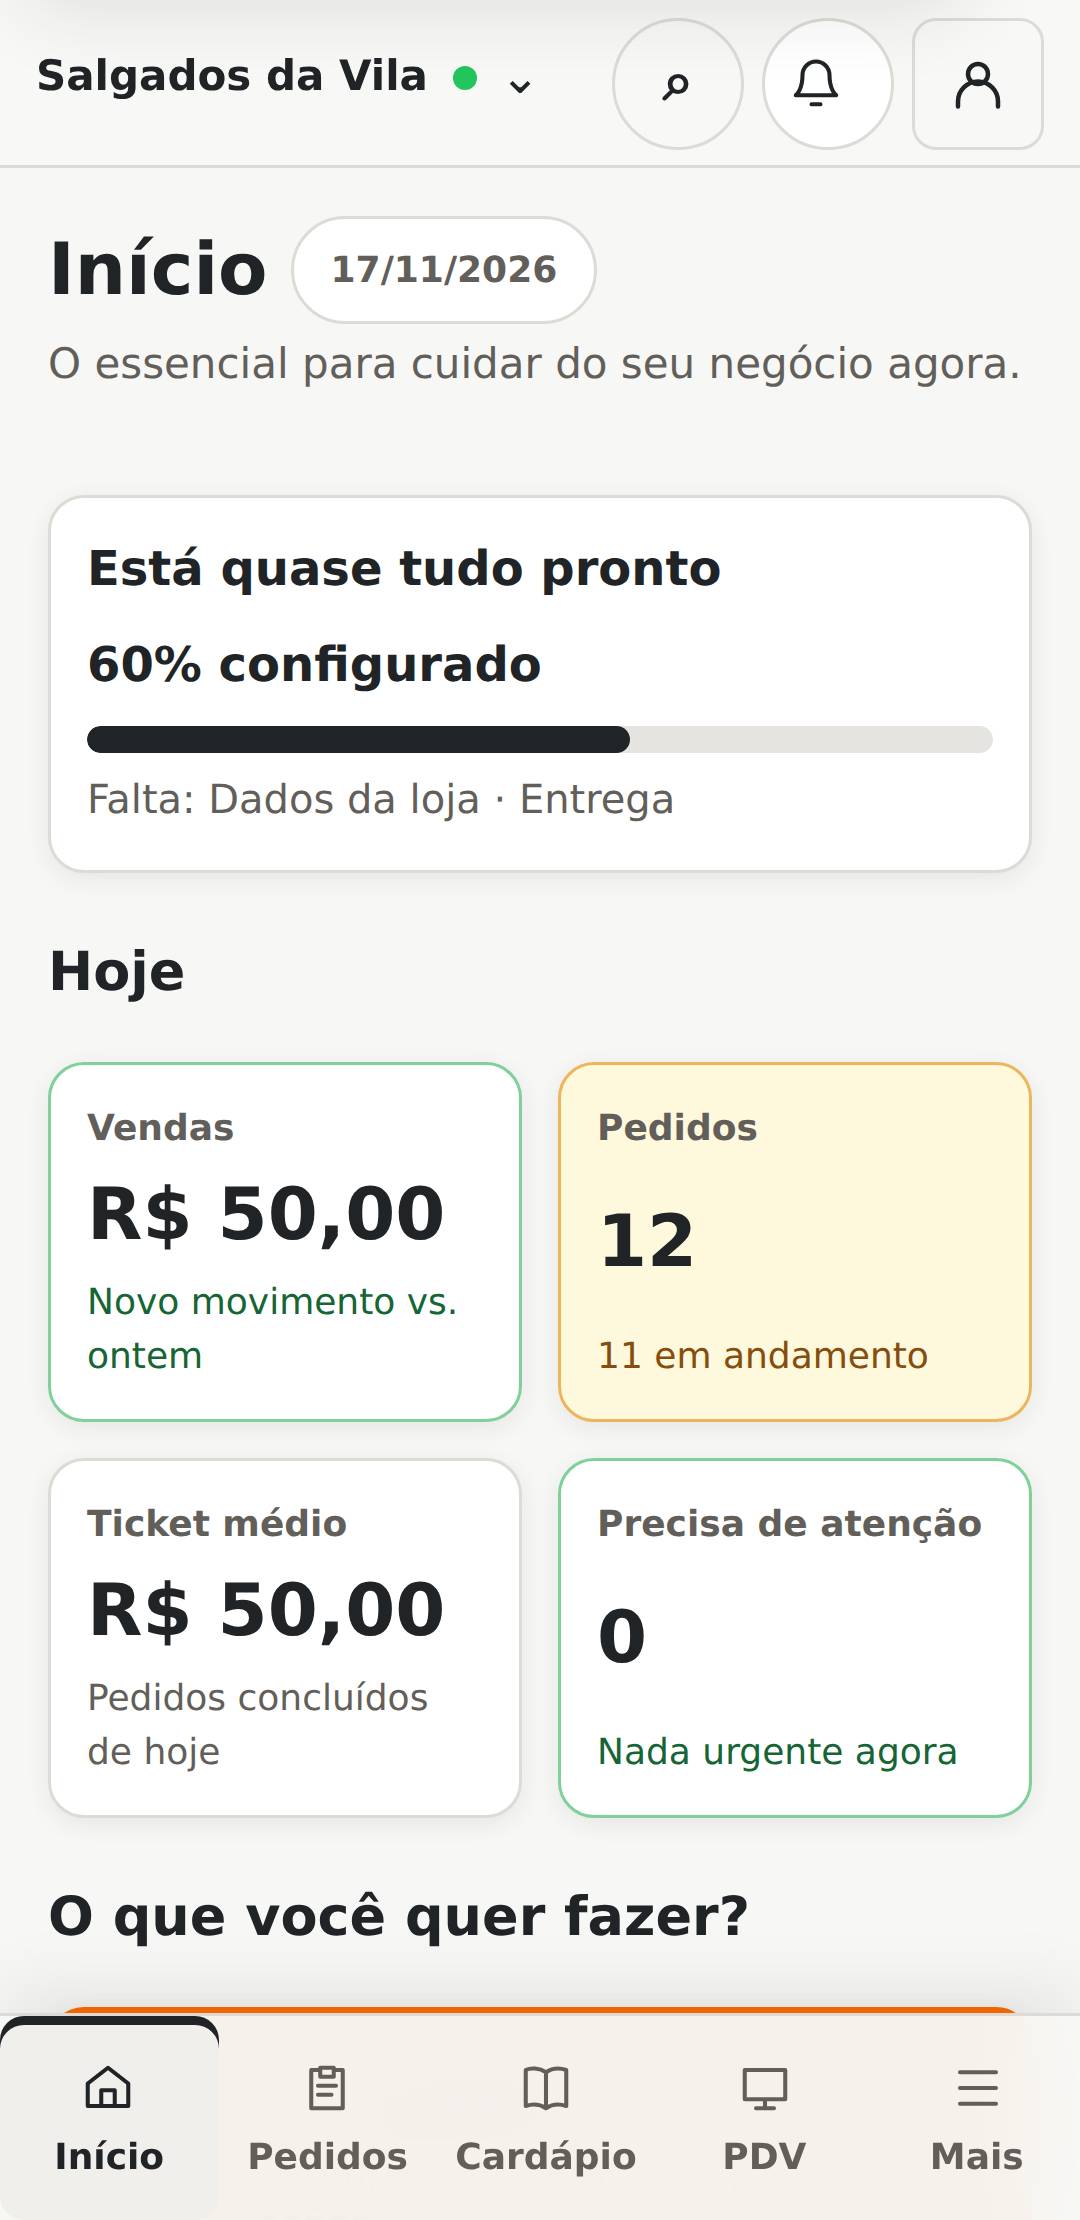 Salgados da Vila
Início
17/11/2026
O essencial para cuidar do seu negócio agora.
Está quase tudo pronto
60% configurado
Falta: Dados da loja · Entrega
Hoje
Vendas
R$ 50,00
Novo movimento vs.
ontem
Pedidos
12
11 em andamento
Ticket médio
R$ 50,00
Pedidos concluídos
de hoje
Precisa de atenção
0
Nada urgente agora
O que você quer fazer?
Início
Pedidos
Cardápio
PDV
Mais